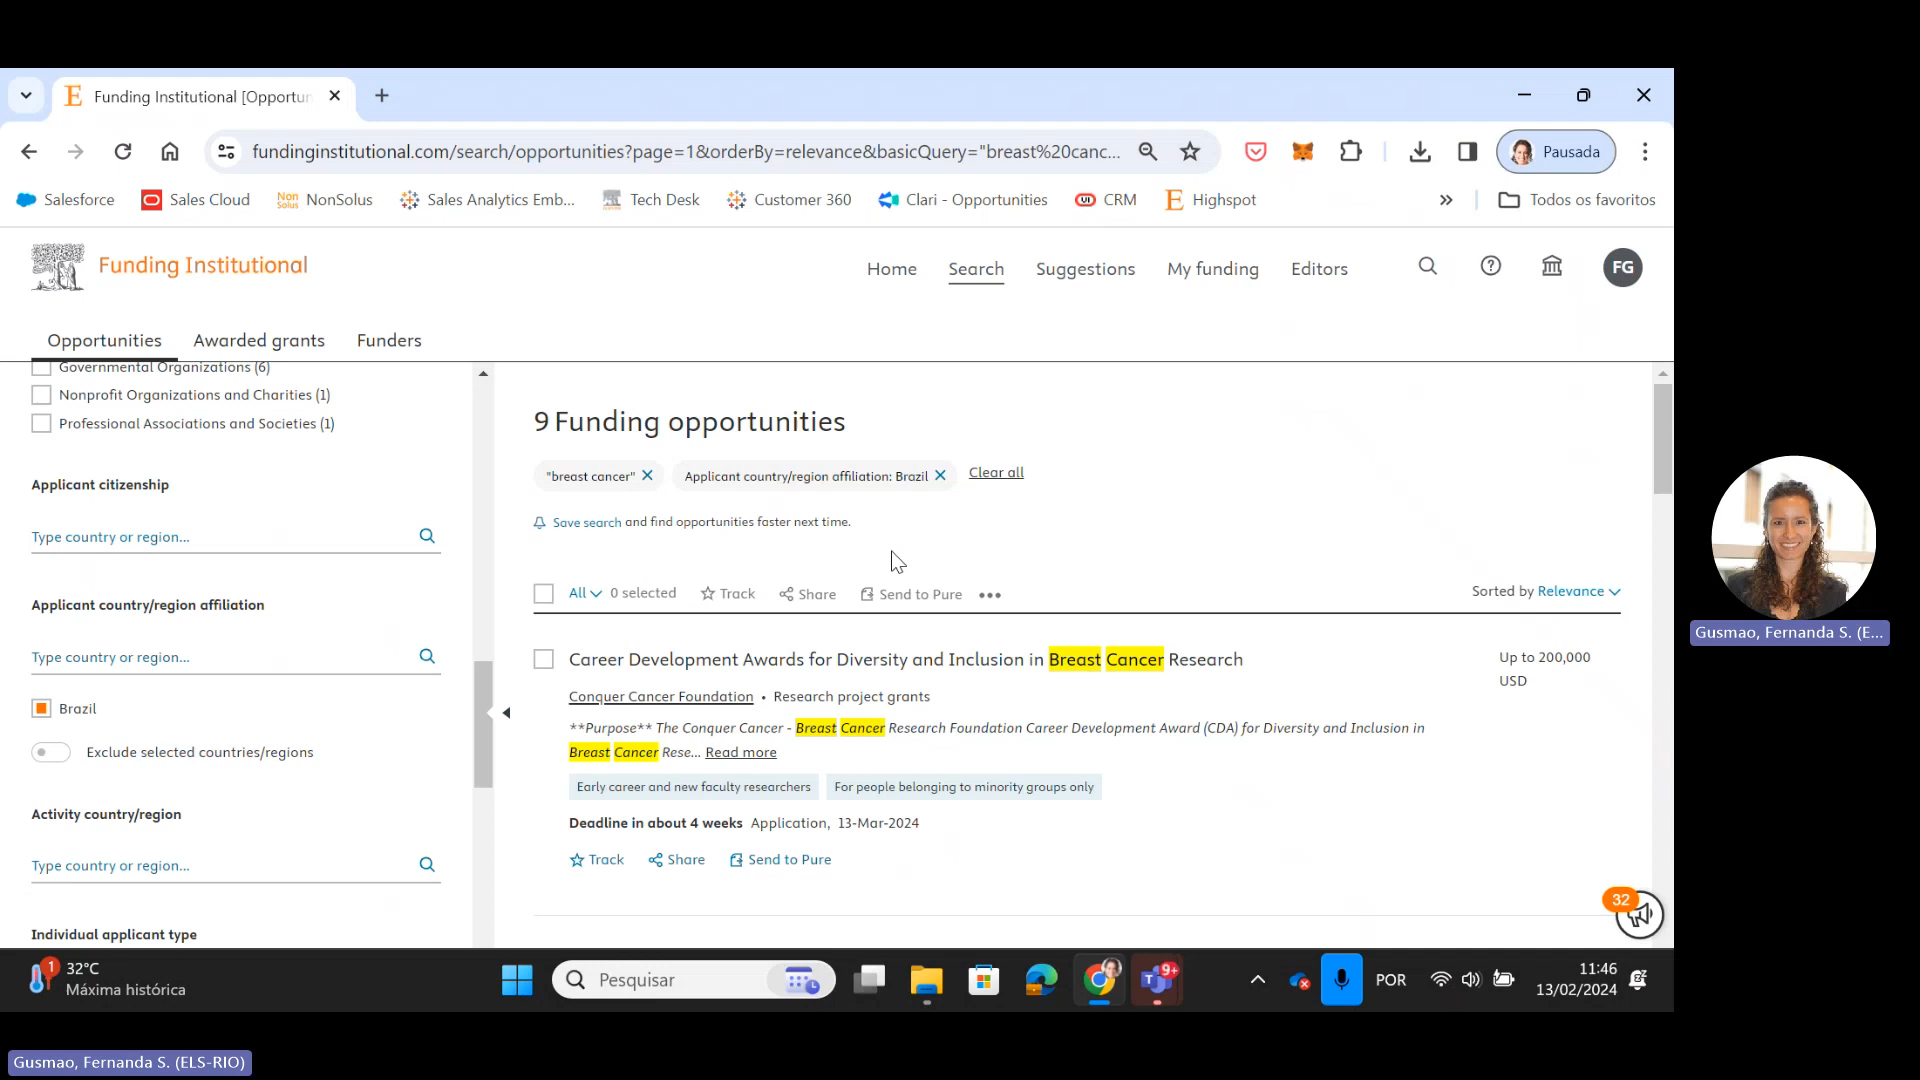 Funding Institutional [Opportun
fundinginstitutional.com/search/opportunities?page=1&orderBy=relevance&basicQuery="breast%20canc...
Pausada
Salesforce
Sales Cloud
Non Solus NonSolus
Sales Analytics Emb...
Tech Desk
Customer 360
Clari - Opportunities
CRM
Highspot
Todos os favoritos
Funding Institutional
Home
Search
Suggestions
My funding
Editors
FG
Opportunities
Awarded grants
Funders
Governmental Organizations (6)
Nonprofit Organizations and Charities (1)
Professional Associations and Societies (1)
Applicant citizenship
Type country or region...
Applicant country/region affiliation
Type country or region...
Brazil
Exclude selected countries/regions
Activity country/region
Type country or region...
Individual applicant type
9 Funding opportunities
"breast cancer"
Applicant country/region affiliation: Brazil
Clear all
Save search and find opportunities faster next time.
All
0 selected
Track
Share
Send to Pure
Sorted by Relevance
Career Development Awards for Diversity and Inclusion in Breast Cancer Research
Up to 200,000
USD
Conquer Cancer Foundation • Research project grants
**Purpose** The Conquer Cancer - Breast Cancer Research Foundation Career Development Award (CDA) for Diversity and Inclusion in
Breast Cancer Rese... Read more
Early career and new faculty researchers
For people belonging to minority groups only
Deadline in about 4 weeks Application, 13-Mar-2024
Track
Share
Send to Pure
32
1
32°C
Máxima histórica
Pesquisar
9+
POR
11:46
13/02/2024
Gusmao, Fernanda S. (E...
Gusmao, Fernanda S. (ELS-RIO)